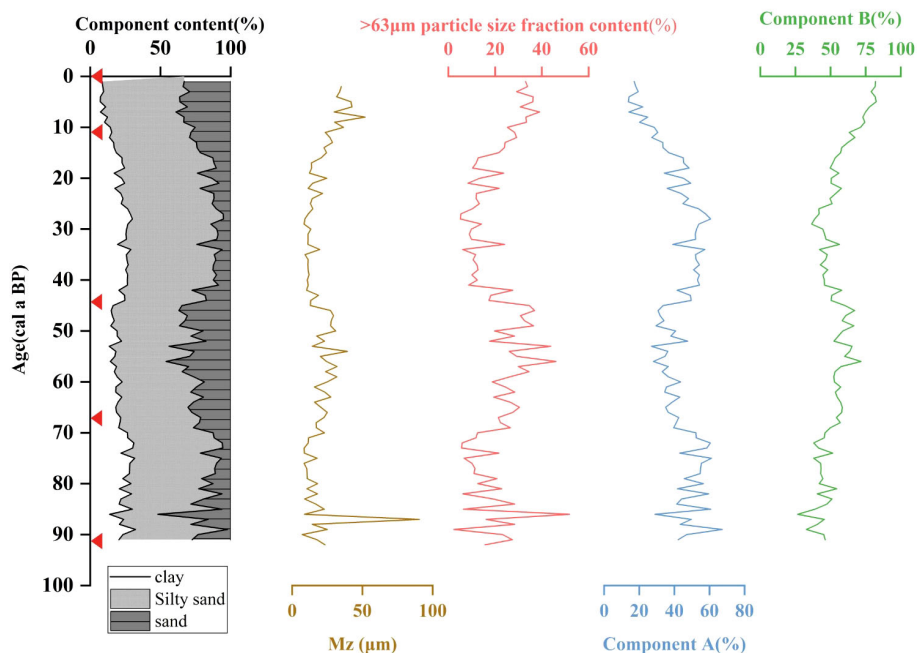 Component content(%)
0 50 100
>63μm particle size fraction content(%)
0 20 40 60
Component B(%)
0 25 50 75 100
Age(cal a BP)
0
10
20
30
40
50
60
70
80
90
100
clay
Silty sand
sand
0 50 100
Mz (μm)
0 20 40 60 80
Component A(%)